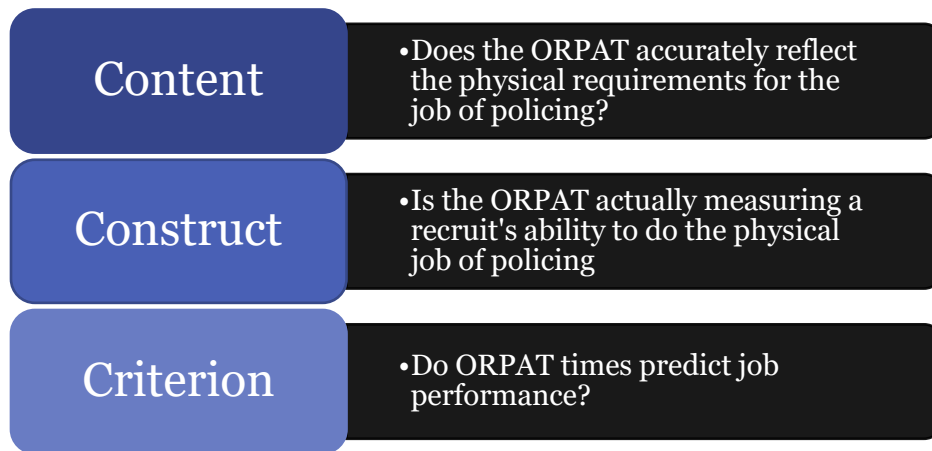 Content
•Does the ORPAT accurately reflect
the physical requirements for the
job of policing?
Construct
•Is the ORPAT actually measuring a
recruit's ability to do the physical
job of policing
Criterion
•Do ORPAT times predict job
performance?